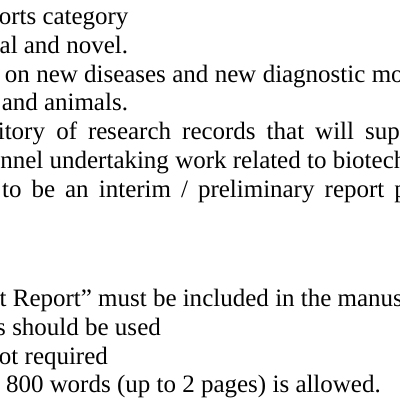 orts category
al and novel.
on new diseases and new diagnostic mo
and animals.
itory of research records that will sup
nnel undertaking work related to biotech
to be an interim / preliminary report p
t Report” must be included in the manus
s should be used
ot required
800 words (up to 2 pages) is allowed.